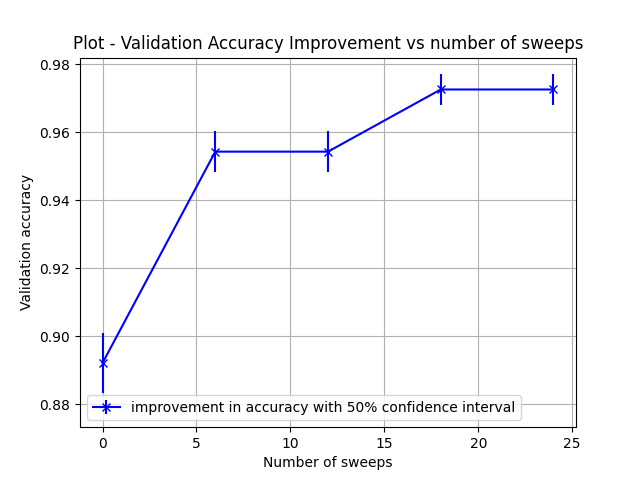 Plot - Validation Accuracy Improvement vs number of sweeps
0.98
0.96
0.94
0.92
0.90
0.88
Validation accuracy
improvement in accuracy with 50% confidence interval
0 5 10 15 20 25
Number of sweeps